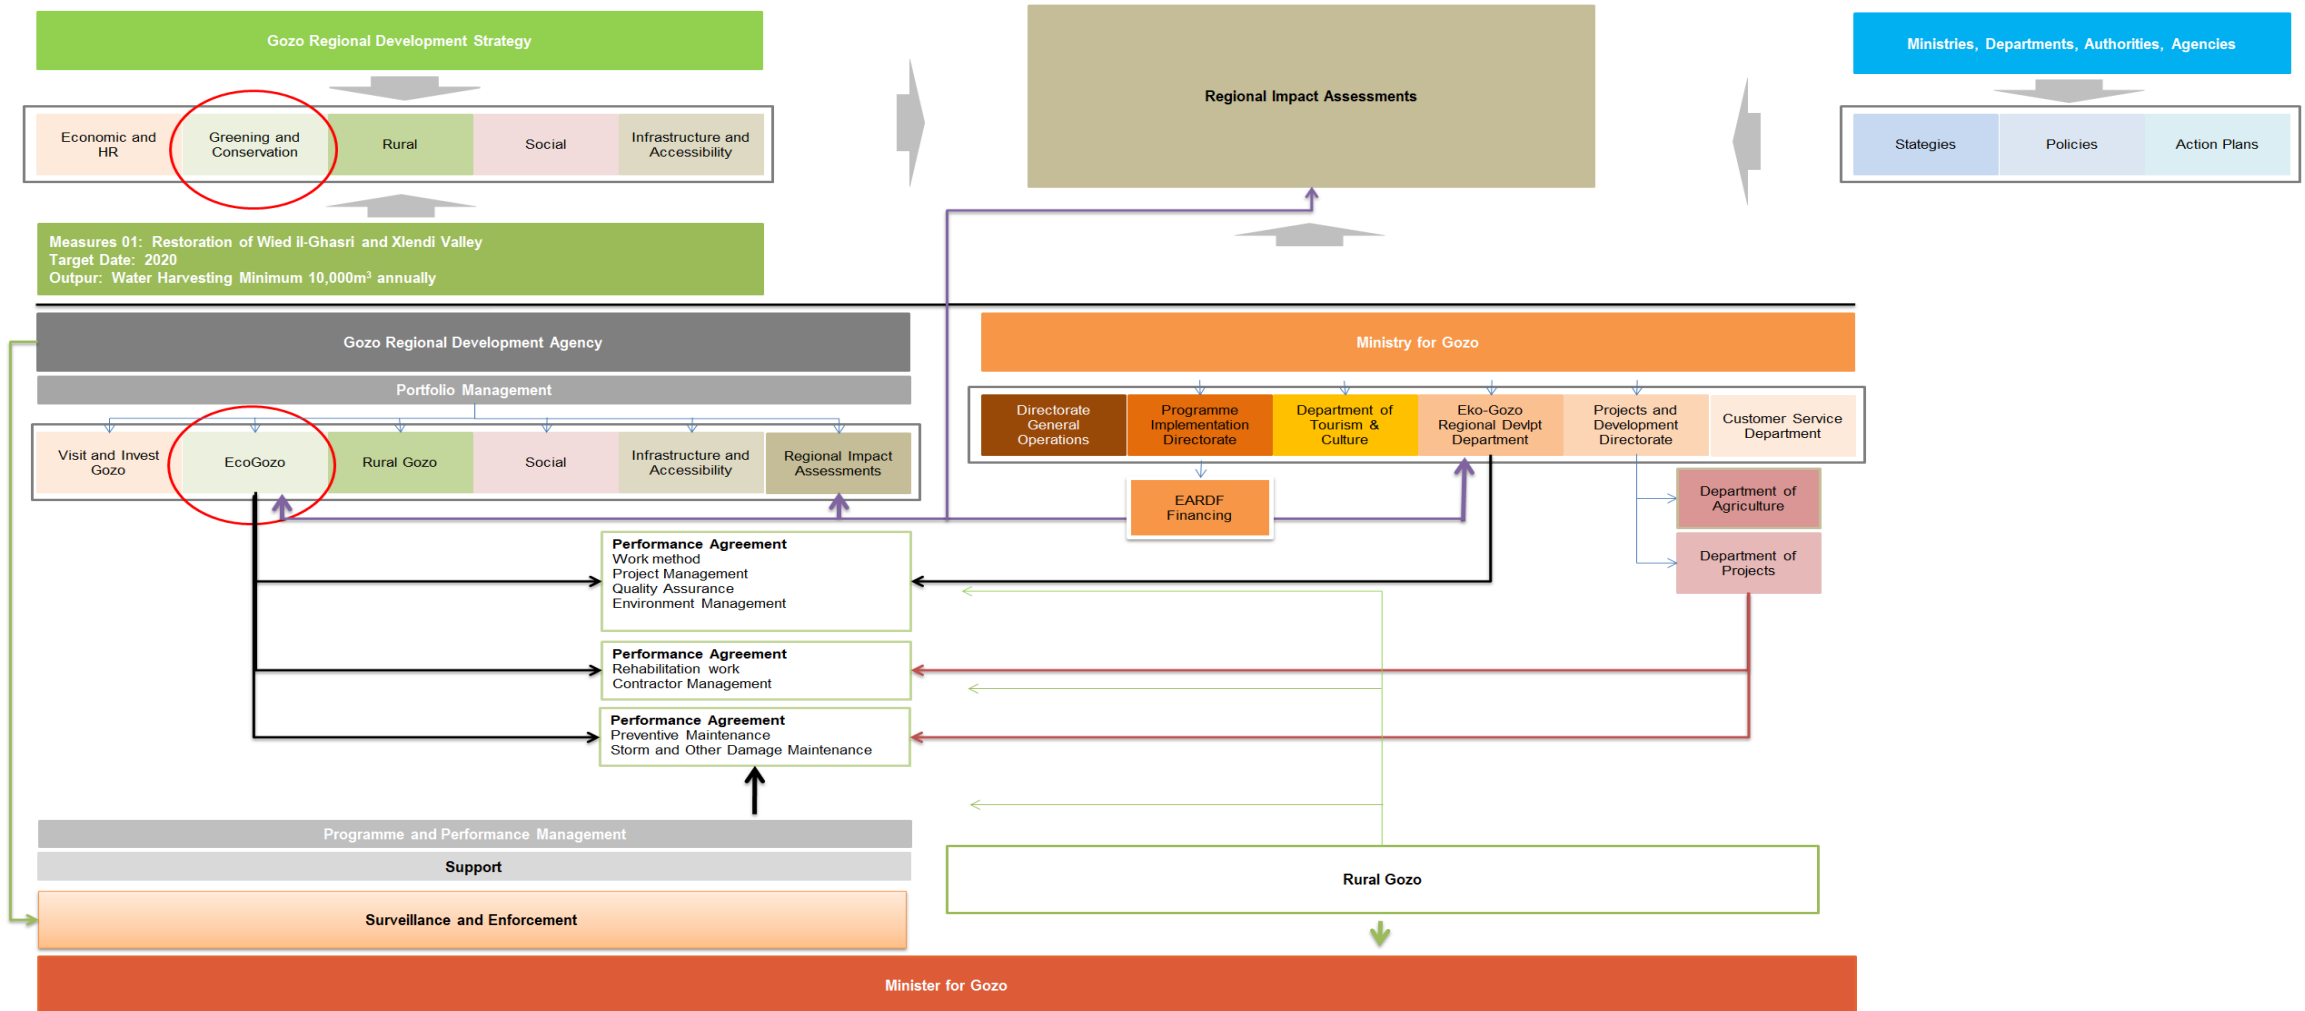 Gozo Regional Development Strategy
Regional Impact Assessments
Ministries, Departments, Authorities, Agencies
Economic and
HR
Greening and
Conservation
Rural
Social
Infrastructure and
Accessibility
Stategies
Policies
Action Plans
Measures 01: Restoration of Wied il-Ghasri and Xlendi Valley
Target Date: 2020
Outpur: Water Harvesting Minimum 10,000m³ annually
Gozo Regional Development Agency
Ministry for Gozo
Portfolio Management
Visit and Invest
Gozo
EcoGozo
Rural Gozo
Social
Infrastructure and
Accessibility
Regional Impact
Assessments
Directorate
General
Operations
Programme
Implementation
Directorate
Department of
Tourism &
Culture
Eko-Gozo
Regional Devlpt
Department
Projects and
Development
Directorate
Customer Service
Department
EARDF
Financing
Department of
Agriculture
Department of
Projects
Performance Agreement
Work method
Project Management
Quality Assurance
Environment Management
Performance Agreement
Rehabilitation work
Contractor Management
Performance Agreement
Preventive Maintenance
Storm and Other Damage Maintenance
Programme and Performance Management
Support
Surveillance and Enforcement
Rural Gozo
Minister for Gozo